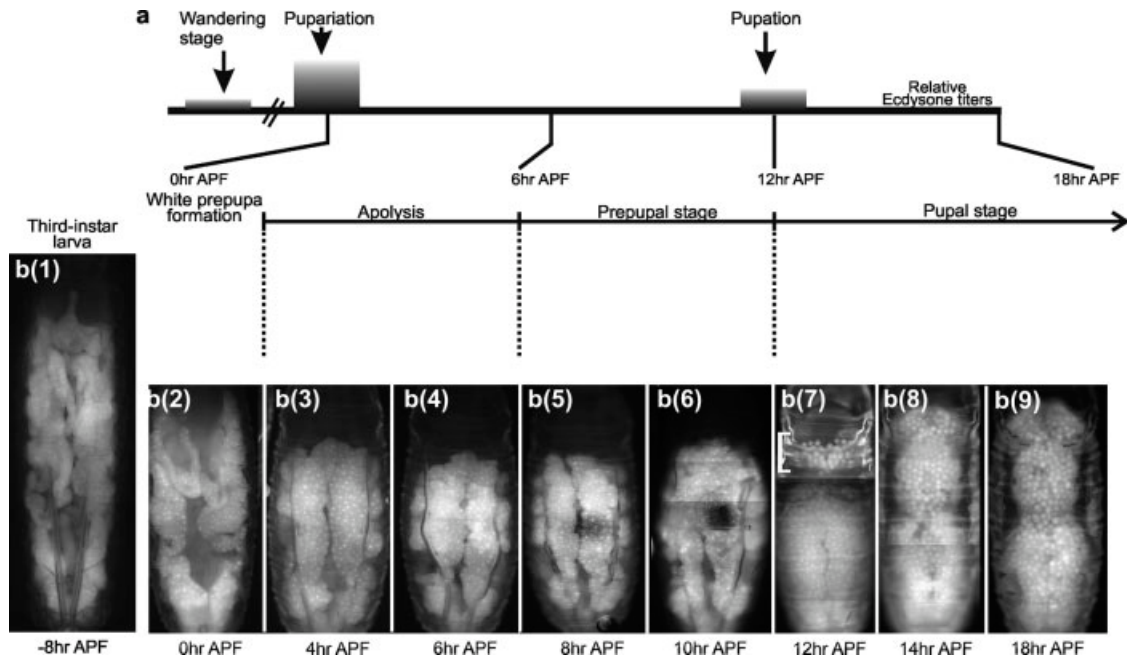 a
Wandering
stage
Pupariation
Pupation
Relative
Ecdysone titers
0hr APF
6hr APF
12hr APF
18hr APF
White prepupa
formation
Apolysis
Prepupal stage
Pupal stage
Third-instar
larva
b(1)
b(2)
b(3)
b(4)
b(5)
b(6)
b(7)
b(8)
b(9)
-8hr APF
0hr APF
4hr APF
6hr APF
8hr APF
10hr APF
12hr APF
14hr APF
18hr APF